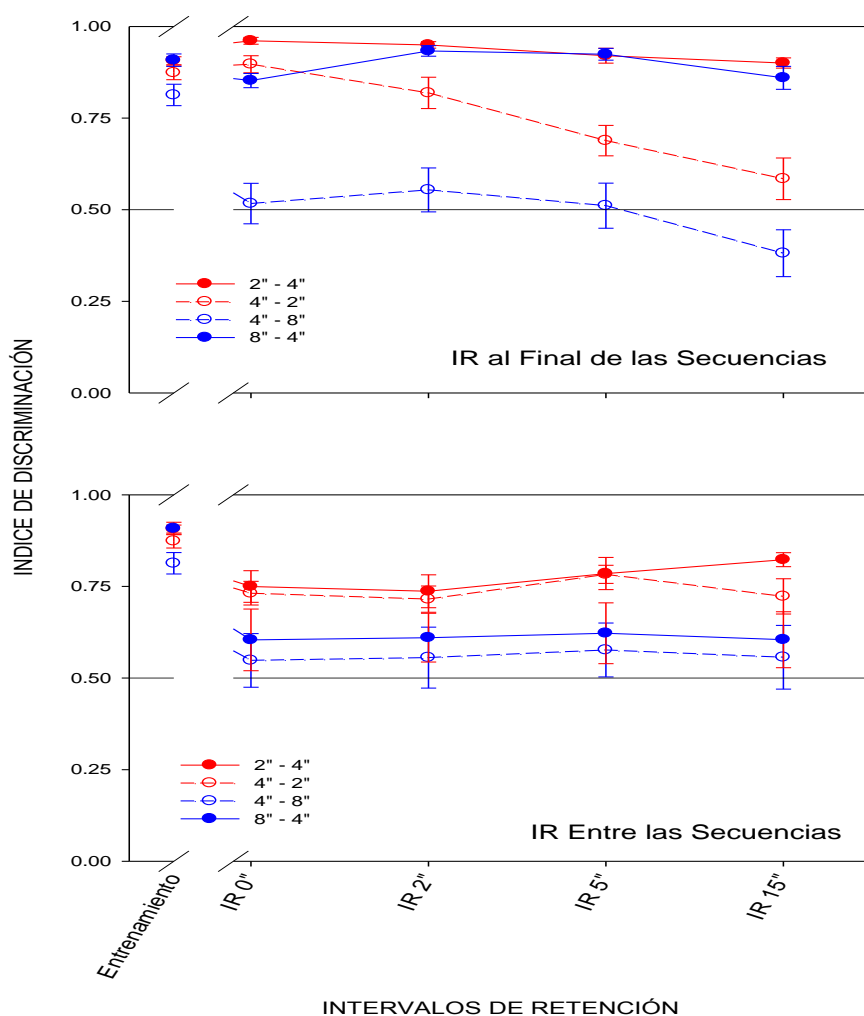 1.00
0.75
0.50
0.25
0.00
2" - 4"
4" - 2"
4" - 8"
8" - 4"
IR al Final de las Secuencias
INDICE DE DISCRIMINACIÓN
1.00
0.75
0.50
0.25
0.00
2" - 4"
4" - 2"
4" - 8"
8" - 4"
IR Entre las Secuencias
Entrenamiento
IR 0"
IR 2"
IR 5"
IR 15"
INTERVALOS DE RETENCIÓN